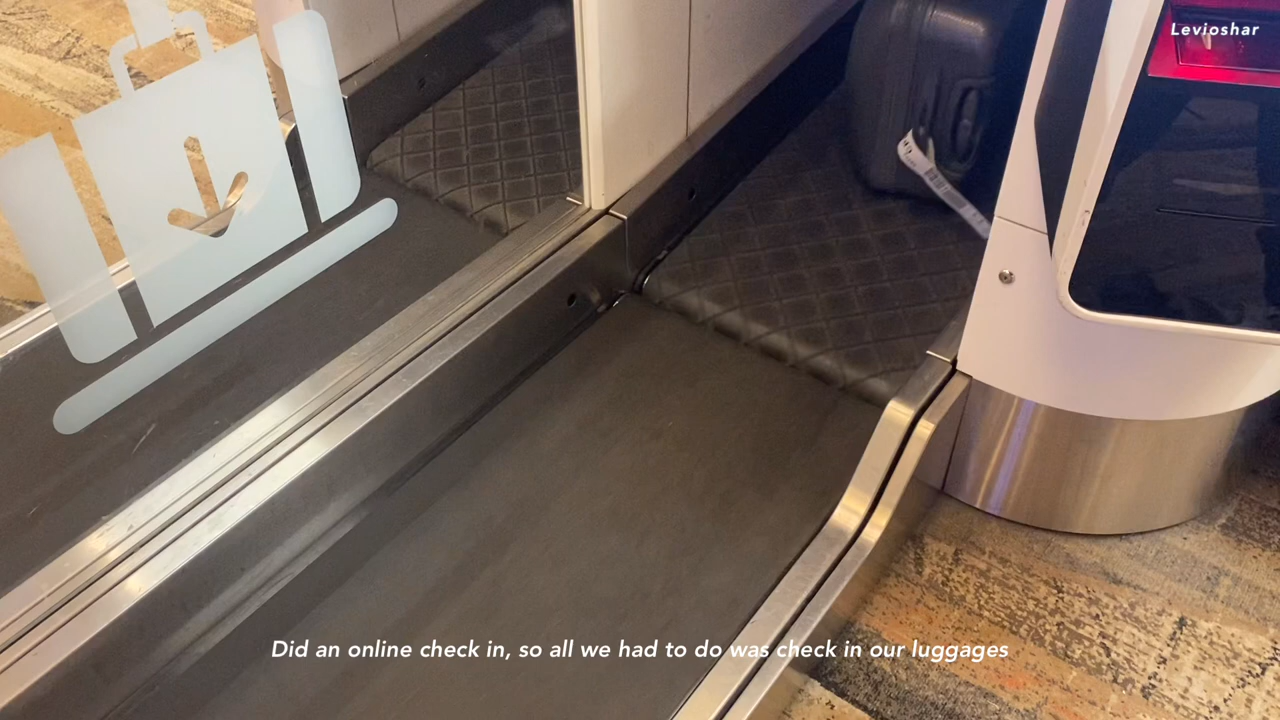 Levioshar
Did an online check in, so all we had to do was check in our luggages